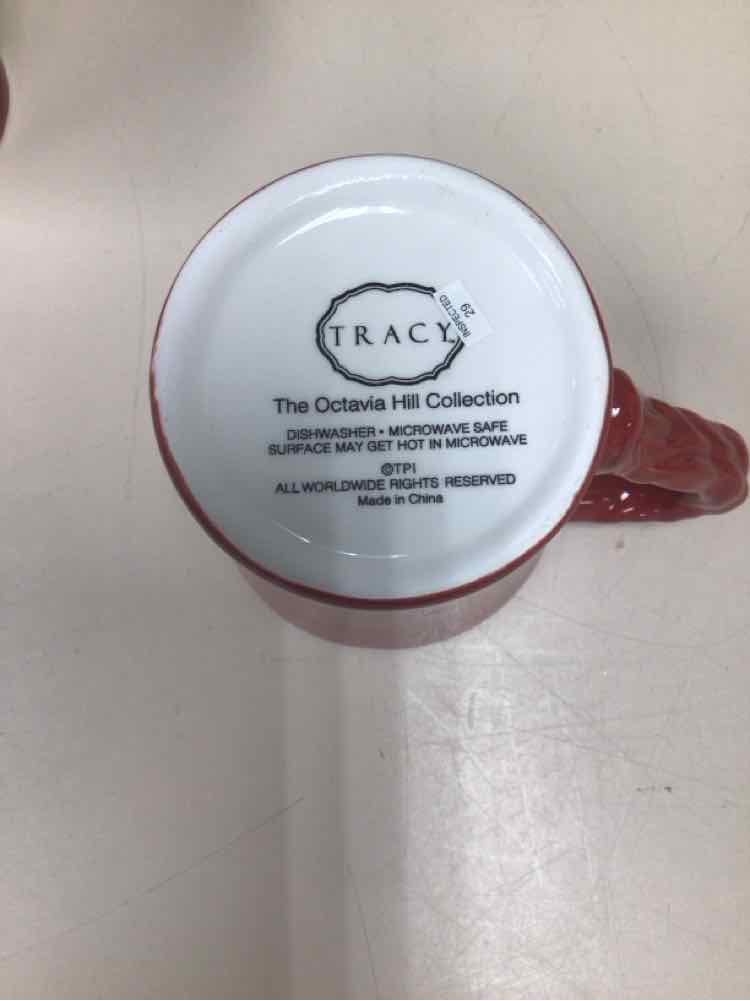 TRACY
INSPECTED
29
The Octavia Hill Collection
DISHWASHER • MICROWAVE SAFE
SURFACE MAY GET HOT IN MICROWAVE
©TPI
ALL WORLDWIDE RIGHTS RESERVED
Made in China